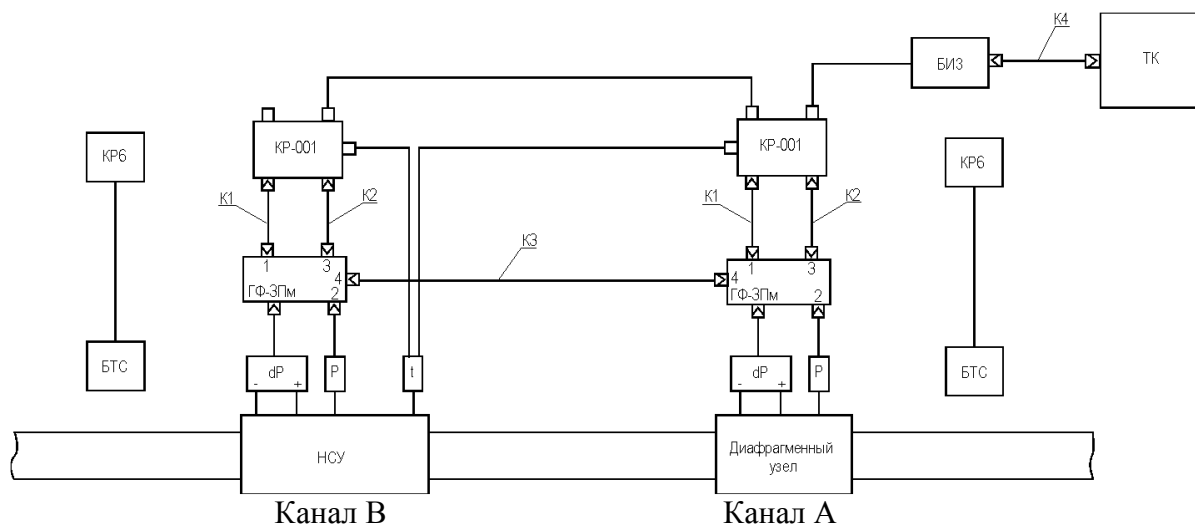 К4
БИЗ
ТК
КР6
КР-001
КР-001
КР6
К1
К2
К1
К2
К3
1
3
4
ГФ-3Пм
2
1
3
4
ГФ-3Пм
2
БТС
dP
- +
P
t
dP
- +
P
БТС
НСУ
Диафрагменный
узел
Канал В
Канал А